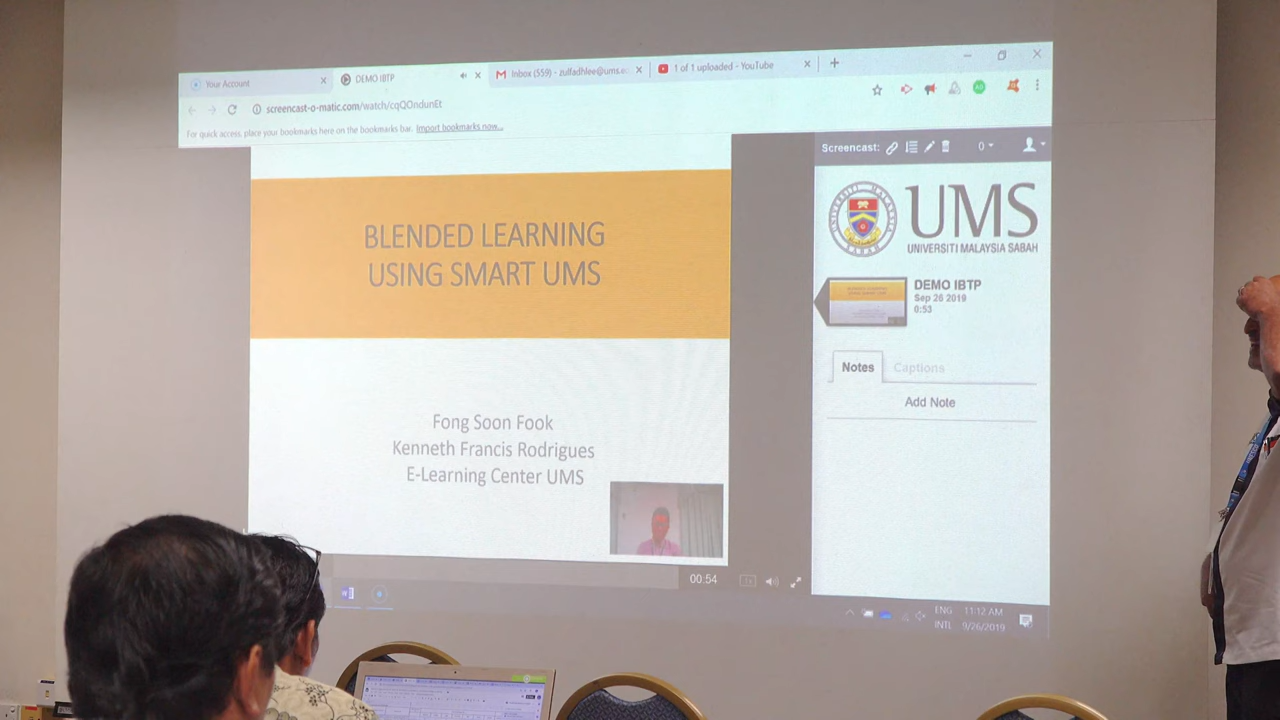 Your Account
DEMO IBTP
Inbox (559) - zulfadhlee@ums.e
1 of 1 uploaded - YouTube
screencast-o-matic.com/watch/cqQOndunEt
For quick access, place your bookmarks here on the bookmarks bar. Import bookmarks now...
BLENDED LEARNING
USING SMART UMS
Fong Soon Fook
Kenneth Francis Rodrigues
E-Learning Center UMS
00:54
Screencast:
0
UMS
UNIVERSITI MALAYSIA SABAH
DEMO IBTP
Sep 26 2019
0:53
Notes
Captions
Add Note
ENG
INTL
11:12 AM
9/26/2019